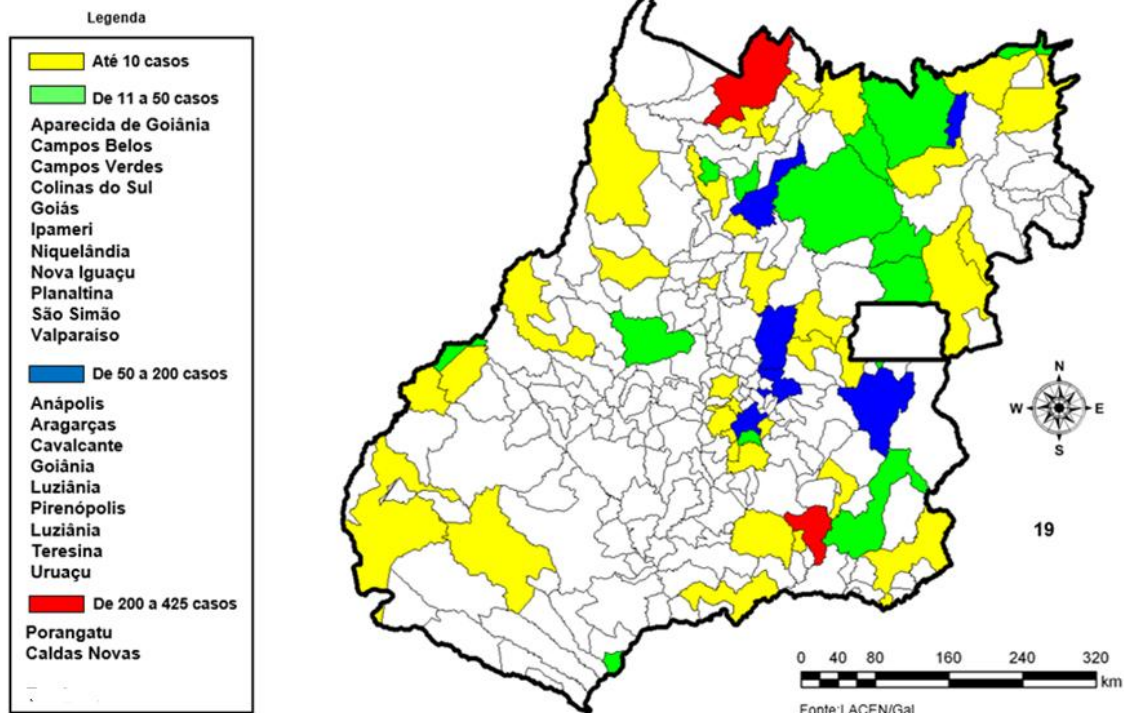 Legenda
Até 10 casos
De 11 a 50 casos
Aparecida de Goiânia
Campos Belos
Campos Verdes
Colinas do Sul
Goiás
Ipameri
Niquelândia
Nova Iguaçu
Planaltina
São Simão
Valparaíso
De 50 a 200 casos
Anápolis
Aragarças
Cavalcante
Goiânia
Luziânia
Pirenópolis
Luziânia
Teresina
Uruaçu
De 200 a 425 casos
Porangatu
Caldas Novas
N
W E
S
19
0 40 80 160 240 320
km
Fonte:LACEN/Gal